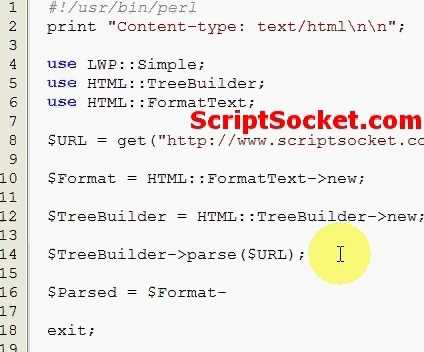 1 #!/usr/bin/perl
2 print "Content-type: text/html\n\n";
3
4 use LWP::Simple;
5 use HTML::TreeBuilder;
6 use HTML::FormatText;
7
ScriptSocket.com
8 $URL = get("http://www.scriptsocket.co
9
10 $Format = HTML::FormatText->new;
11
12 $TreeBuilder = HTML::TreeBuilder->new;
13
14 $TreeBuilder->parse($URL);
15
16 $Parsed = $Format-
17
18 exit;
19